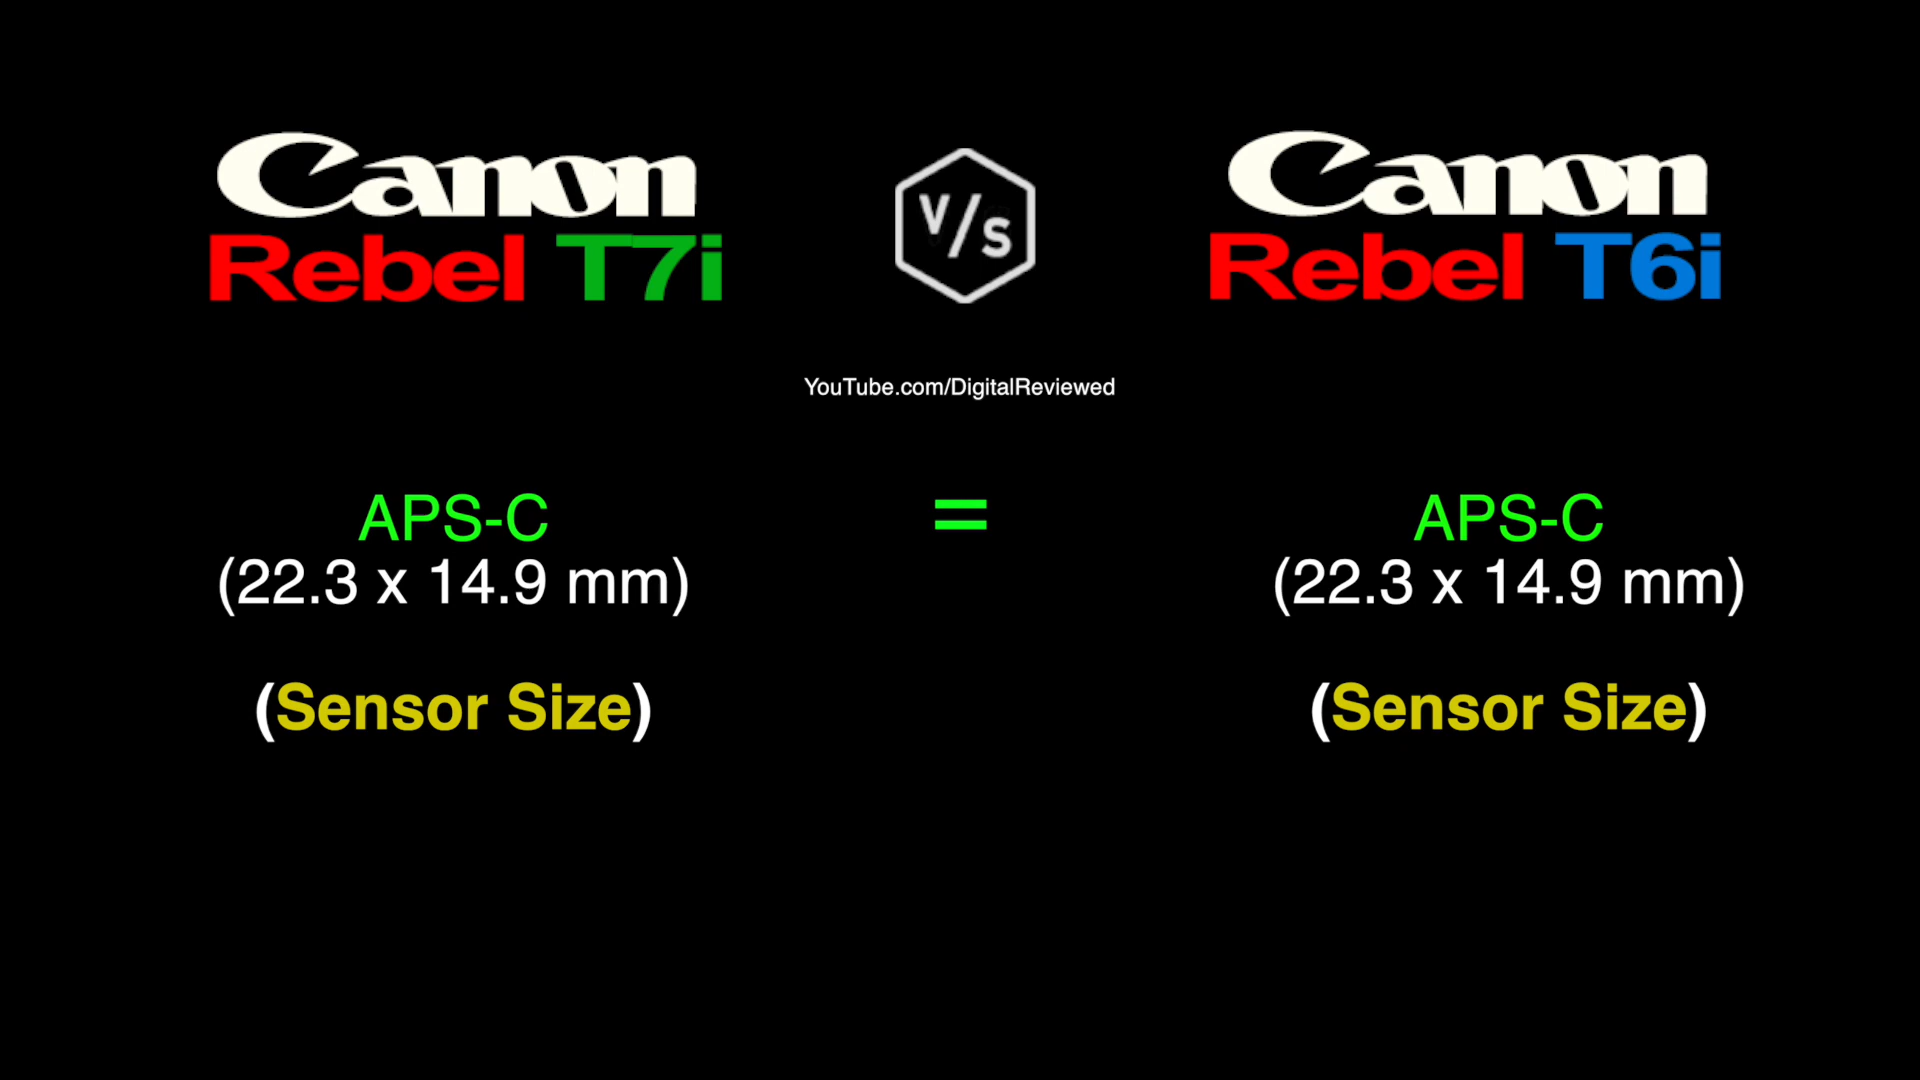 Canon
Rebel T7i
V/S
Canon
Rebel T6i
YouTube.com/DigitalReviewed
APS-C
(22.3 x 14.9 mm)
(Sensor Size)
=
APS-C
(22.3 x 14.9 mm)
(Sensor Size)